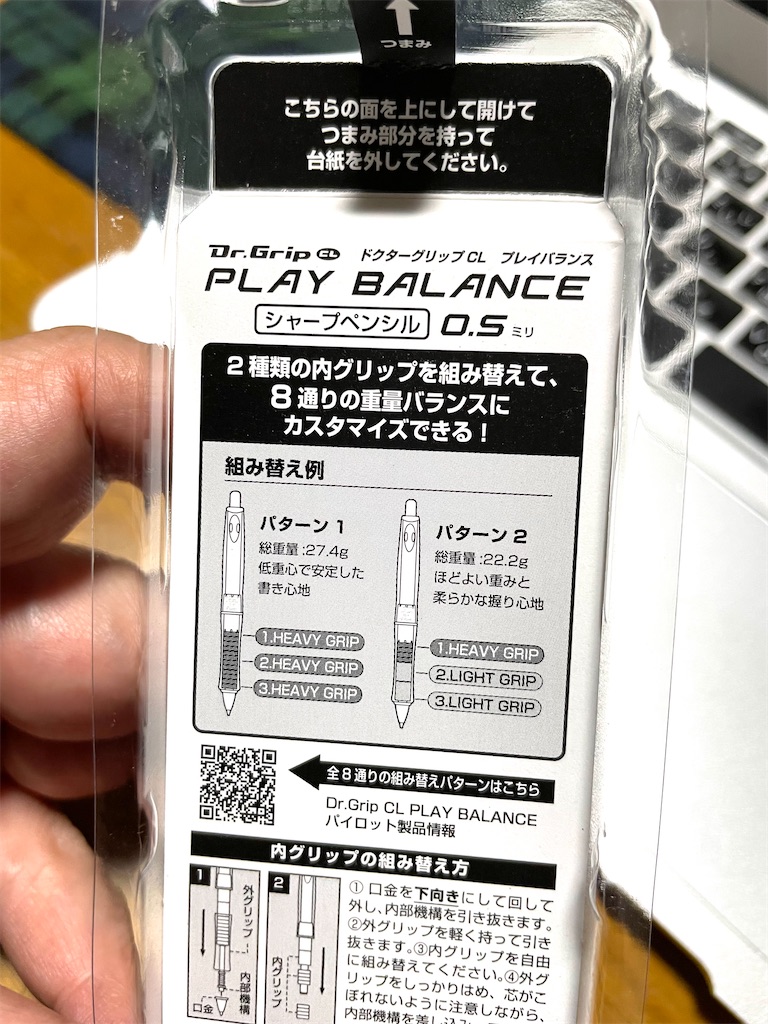 つまみ
こちらの面を上にして開けて
つまみ部分を持って
台紙を外してください。
Dr.Grip CL ドクターグリップCL プレイバランス
PLAY BALANCE
シャープペンシル 0.5 ミリ
2種類の内グリップを組み替えて、
8通りの重量バランスに
カスタマイズできる!
組み替え例
パターン1
総重量:27.4g
低重心で安定した
書き心地
1.HEAVY GRIP
2.HEAVY GRIP
3.HEAVY GRIP
パターン2
総重量:22.2g
ほどよい重みと
柔らかな握り心地
1.HEAVY GRIP
2.LIGHT GRIP
3.LIGHT GRIP
全8通りの組み替えパターンはこちら
Dr.Grip CL PLAY BALANCE
パイロット製品情報
内グリップの組み替え方
1
外グリップ
内部機構
口金
2
内グリップ
①口金を下向きにして回して
外し、内部機構を引き抜きます。
②外グリップを軽く持って引き
抜きます。③内グリップを自由
に組み替えてください。④外グ
リップをしっかりはめ、芯がこ
ぼれないように注意しながら、
内部機構を差し込み